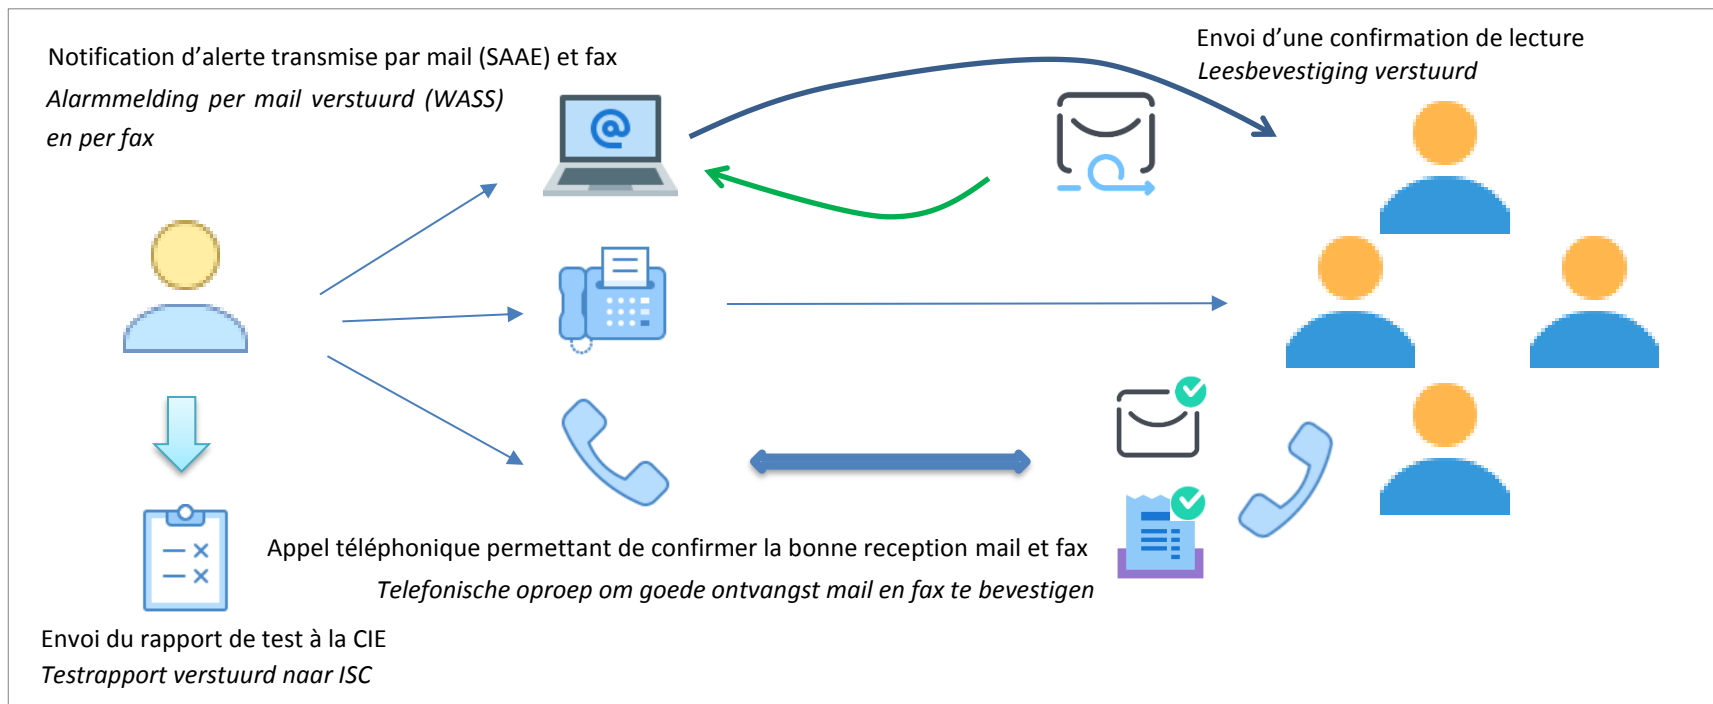 Notification d’alerte transmise par mail (SAAE) et fax
Alarmmelding per mail verstuurd (WASS)
en per fax
Envoi d’une confirmation de lecture
Leesbevestiging verstuurd
@
Appel téléphonique permettant de confirmer la bonne reception mail et fax
Telefonische oproep om goede ontvangst mail en fax te bevestigen
Envoi du rapport de test à la CIE
Testrapport verstuurd naar ISC